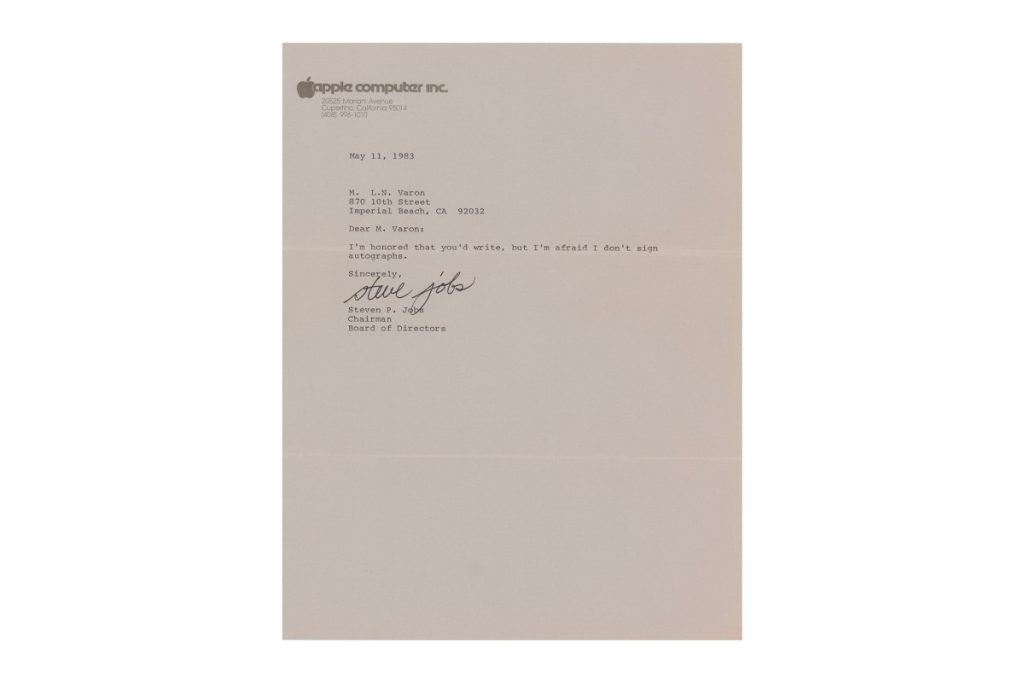 apple computer inc.
20525 Mariani Avenue
Cupertino, California 95014
(408) 996-1010
May 11, 1983
M.  L.N. Varon
870 10th Street
Imperial Beach, CA  92032
Dear M. Varon:
I'm honored that you'd write, but I'm afraid I don't sign
autographs.
Sincerely,
steve jobs
Steven P. Jobs
Chairman
Board of Directors